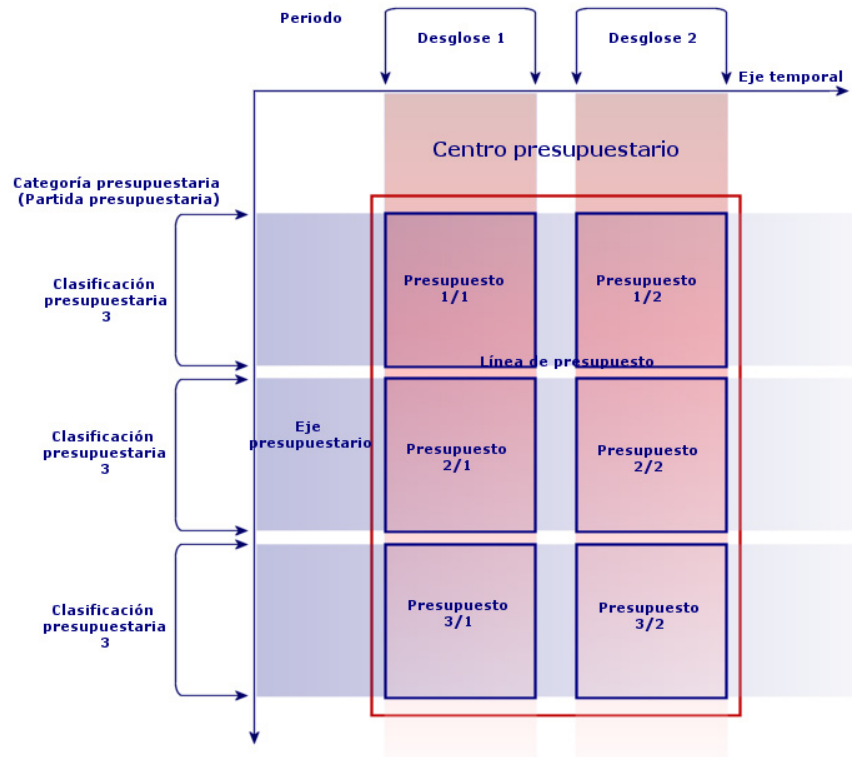 Periodo
Desglose 1
Desglose 2
Eje temporal
Centro presupuestario
Categoría presupuestaria
(Partida presupuestaria)
Clasificación
presupuestaria
3
Presupuesto
1/1
Presupuesto
1/2
Línea de presupuesto
Clasificación
presupuestaria
3
Eje
presupuestario
Presupuesto
2/1
Presupuesto
2/2
Clasificación
presupuestaria
3
Presupuesto
3/1
Presupuesto
3/2